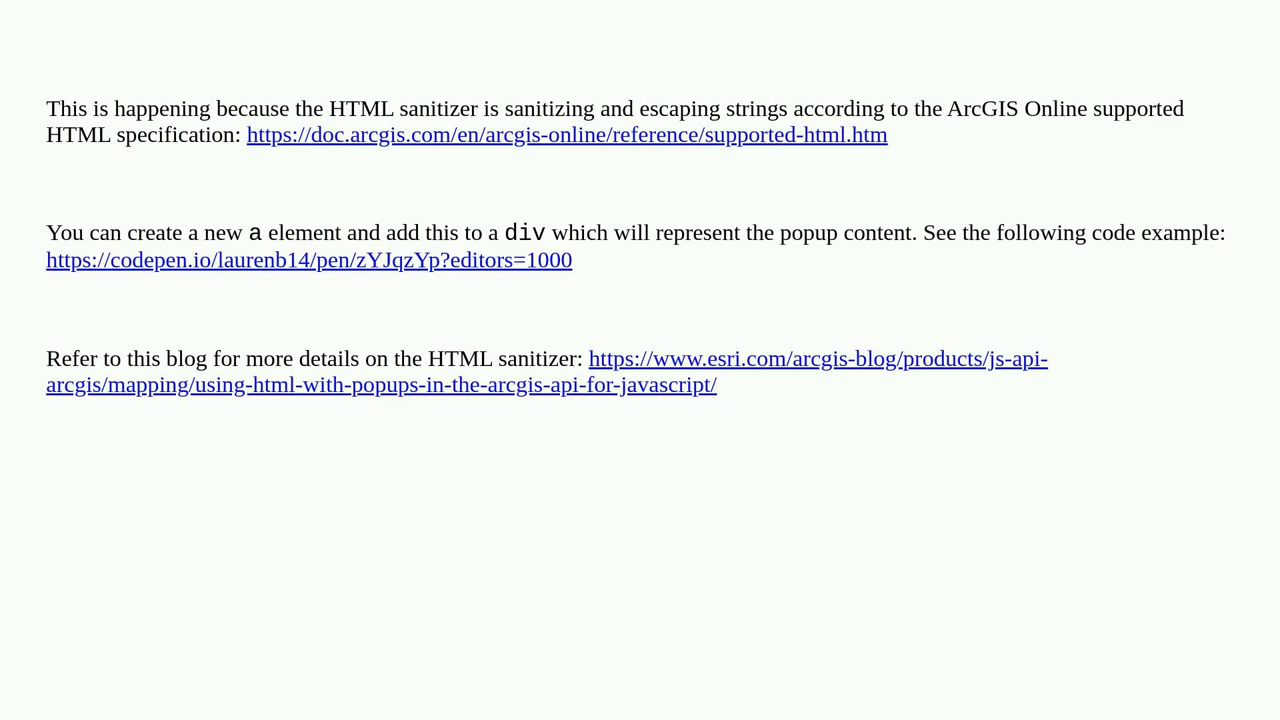 This is happening because the HTML sanitizer is sanitizing and escaping strings according to the ArcGIS Online supported
HTML specification: https://doc.arcgis.com/en/arcgis-online/reference/supported-html.htm
You can create a new a element and add this to a div which will represent the popup content. See the following code example:
https://codepen.io/laurenb14/pen/zYJqzYp?editors=1000
Refer to this blog for more details on the HTML sanitizer: https://www.esri.com/arcgis-blog/products/js-api-
arcgis/mapping/using-html-with-popups-in-the-arcgis-api-for-javascript/